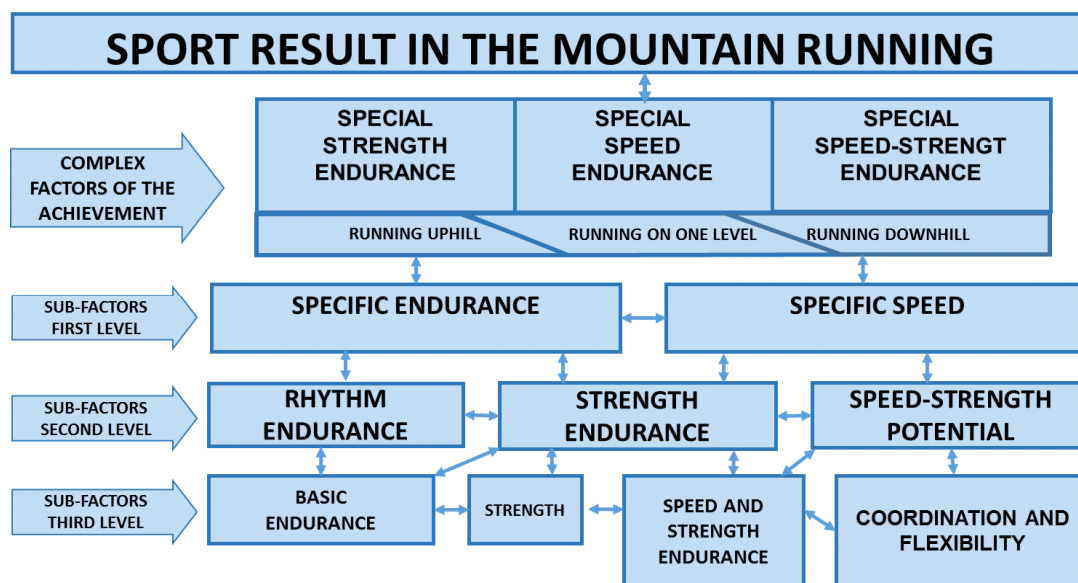 SPORT RESULT IN THE MOUNTAIN RUNNING
COMPLEX
FACTORS OF THE
ACHIEVEMENT
SPECIAL
STRENGTH
ENDURANCE
SPECIAL
SPEED
ENDURANCE
SPECIAL
SPEED-STRENGT
ENDURANCE
RUNNING UPHILL
RUNNING ON ONE LEVEL
RUNNING DOWNHILL
SUB-FACTORS
FIRST LEVEL
SPECIFIC ENDURANCE
SPECIFIC SPEED
SUB-FACTORS
SECOND LEVEL
RHYTHM
ENDURANCE
STRENGTH
ENDURANCE
SPEED-STRENGTH
POTENTIAL
SUB-FACTORS
THIRD LEVEL
BASIC
ENDURANCE
STRENGTH
SPEED AND
STRENGTH
ENDURANCE
COORDINATION AND
FLEXIBILITY